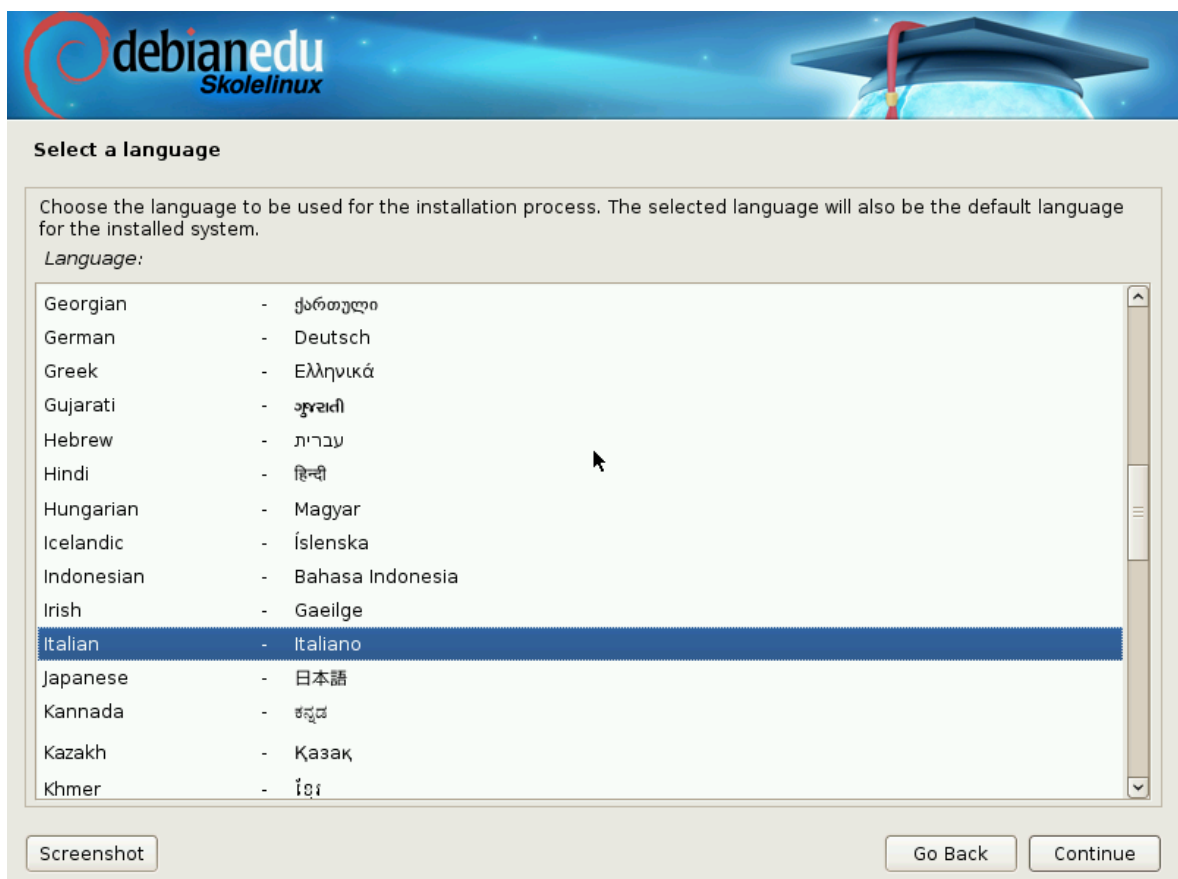 debianedu
Skolelinux
Select a language
Choose the language to be used for the installation process. The selected language will also be the default language
for the installed system.
Language:
Georgian - ქართული
German - Deutsch
Greek - Ελληνικά
Gujarati - ગુજરાતી
Hebrew - עברית
Hindi - हिन्दी
Hungarian - Magyar
Icelandic - Íslenska
Indonesian - Bahasa Indonesia
Irish - Gaeilge
Italian - Italiano
Japanese - 日本語
Kannada - ಕನ್ನಡ
Kazakh - Қазақ
Khmer - ខ្មែរ
Screenshot Go Back Continue